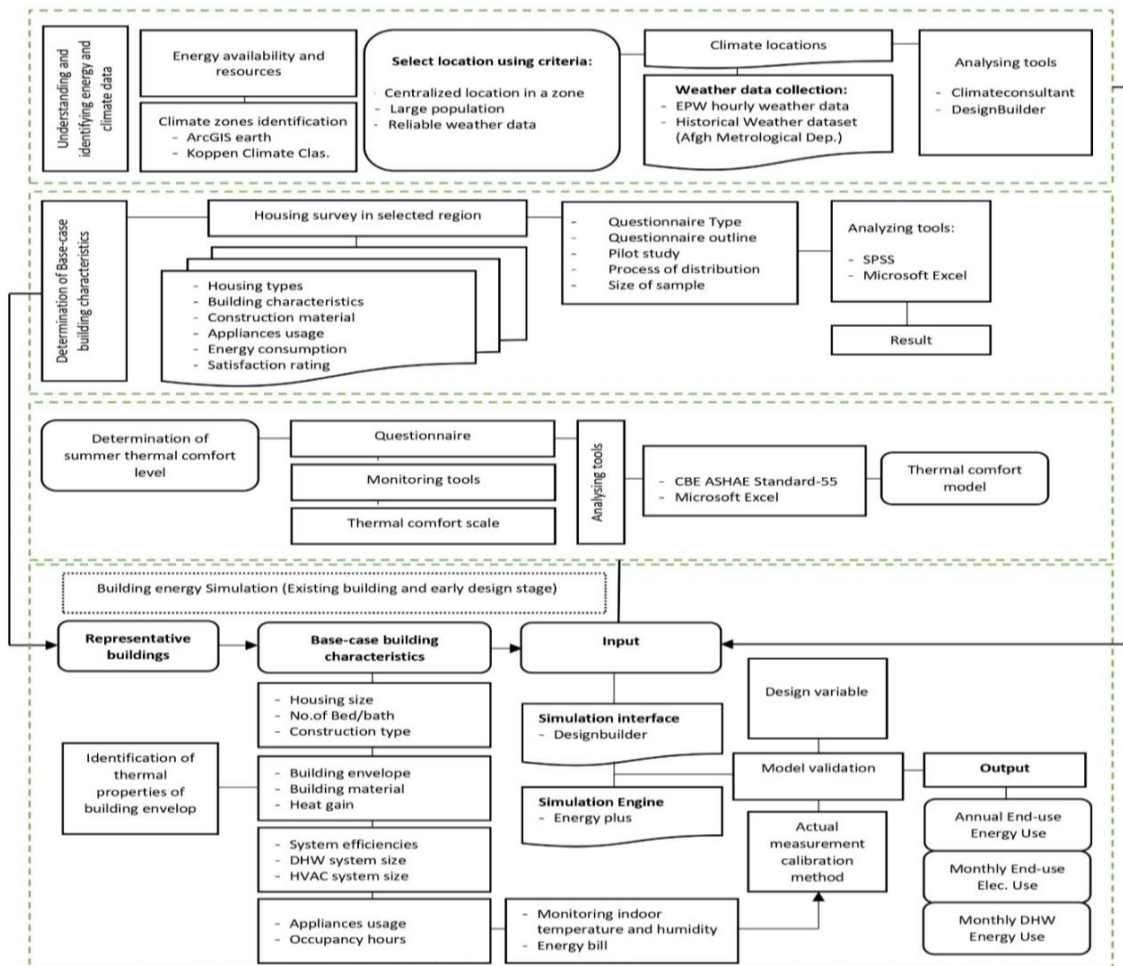 Understanding and
identifying energy and
climate data
Energy availability and
resources
Climate zones identification
- ArcGIS earth
- Koppen Climate Clas.
Select location using criteria:
· Centralized location in a zone
- Large population
- Reliable weather data
Climate locations
Weather data collection:
- EPW hourly weather data
- Historical Weather dataset
(Afgh Metrological Dep.)
Analysing tools
- Climateconsultant
- DesignBuilder
Determination of Base-case
building characteristics
Housing survey in selected region
- Housing types
- Building characteristics
- Construction material
- Appliances usage
- Energy consumption
- Satisfaction rating
- Questionnaire Type
- Questionnaire outline
- Pilot study
- Process of distribution
- Size of sample
Analyzing tools:
- SPSS
- Microsoft Excel
Result
Determination of
summer thermal comfort
level
Questionnaire
Monitoring tools
Thermal comfort scale
Analysing tools
- CBE ASHAE Standard-55
- Microsoft Excel
Thermal comfort
model
Building energy Simulation (Existing building and early design stage)
Representative
buildings
Base-case building
characteristics
Input
- Housing size
- No.of Bed/bath
- Construction type
Identification of
thermal
properties of
building envelop
- Building envelope
- Building material
- Heat gain
- System efficiencies
- DHW system size
- HVAC system size
- Appliances usage
- Occupancy hours
- Monitoring indoor
temperature and humidity
- Energy bill
Simulation interface
- Designbuilder
Simulation Engine
- Energy plus
Design variable
Model validation
Actual
measurement
calibration
method
Output
Annual End-use
Energy Use
Monthly End-use
Elec. Use
Monthly DHW
Energy Use